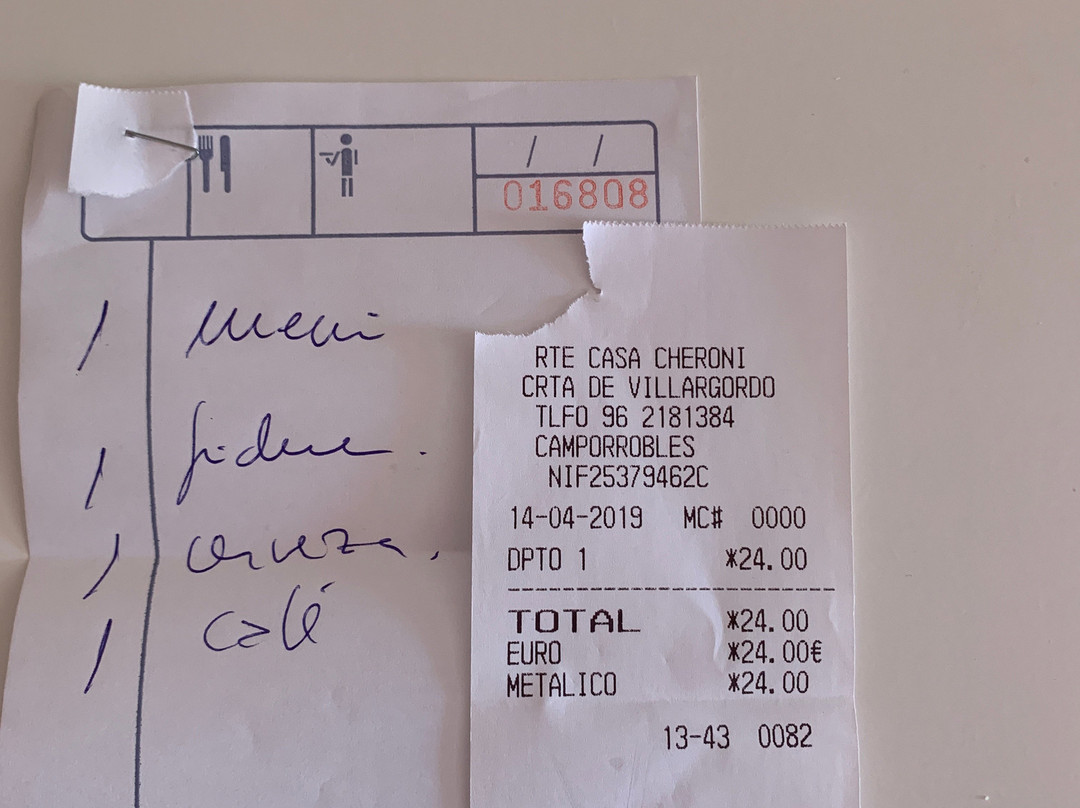 / /
016808
1 menú
1 fideua.
1 cerveza.
1 café
RTE CASA CHERONI
CRTA DE VILLARGORDO
TLFO 96 2181384
CAMPORROBLES
NIF25379462C
14-04-2019 MC# 0000
DPTO 1 *24.00
TOTAL *24.00
EURO *24.00€
METALICO *24.00
13-43 0082